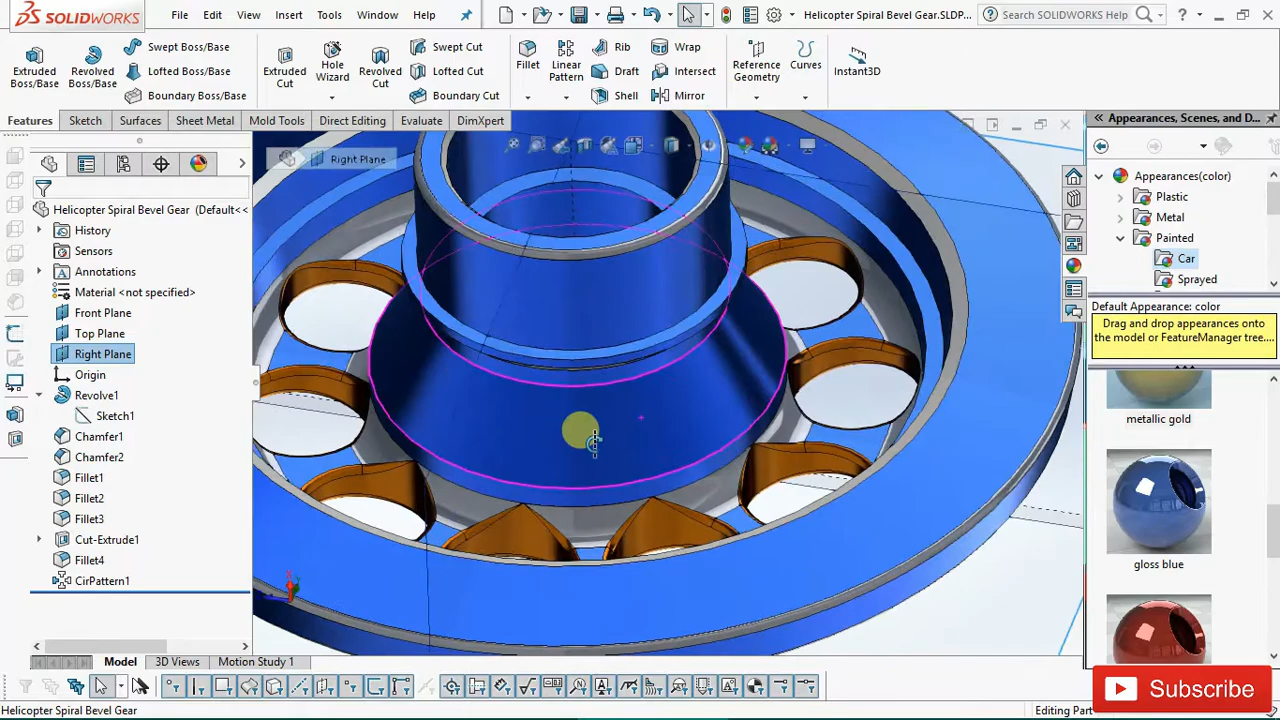 SOLIDWORKS
File
Edit
View
Insert
Tools
Window
Help
Helicopter Spiral Bevel Gear.SLDP...
Search SOLIDWORKS Help
Extruded Boss/Base
Revolved Boss/Base
Swept Boss/Base
Lofted Boss/Base
Boundary Boss/Base
Extruded Cut
Hole Wizard
Revolved Cut
Swept Cut
Lofted Cut
Boundary Cut
Fillet
Linear Pattern
Rib
Draft
Shell
Wrap
Intersect
Mirror
Reference Geometry
Curves
Instant3D
Features
Sketch
Surfaces
Sheet Metal
Mold Tools
Direct Editing
Evaluate
DimXpert
Right Plane
Helicopter Spiral Bevel Gear (Default<<
History
Sensors
Annotations
Material <not specified>
Front Plane
Top Plane
Right Plane
Origin
Revolve1
Sketch1
Chamfer1
Chamfer2
Fillet1
Fillet2
Fillet3
Cut-Extrude1
Fillet4
CirPattern1
Appearances, Scenes, and D...
Appearances(color)
Plastic
Metal
Painted
Car
Sprayed
Default Appearance: color
Drag and drop appearances onto
the model or FeatureManager tree....
metallic gold
gloss blue
Model
3D Views
Motion Study 1
Subscribe
Helicopter Spiral Bevel Gear
Editing Part